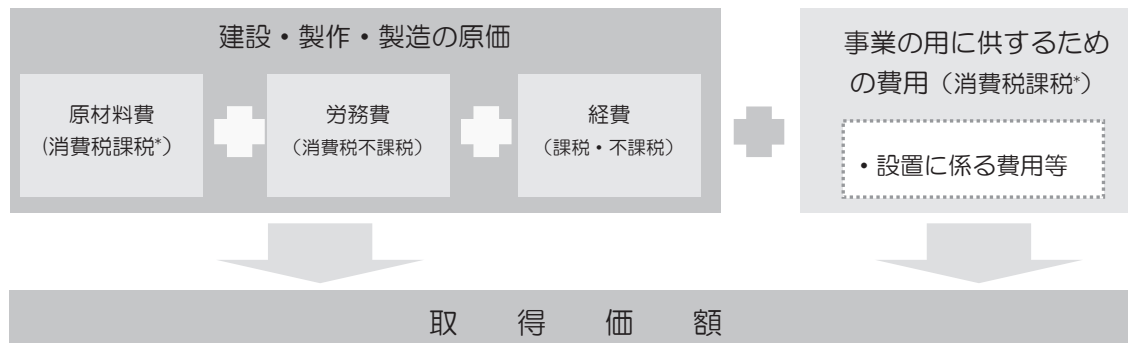 建設・製作・製造の原価
原材料費
(消費税課税*)
労務費
（消費税不課税）
経費
（課税・不課税）
事業の用に供するため
の費用（消費税課税*）
・設置に係る費用等
取得価額